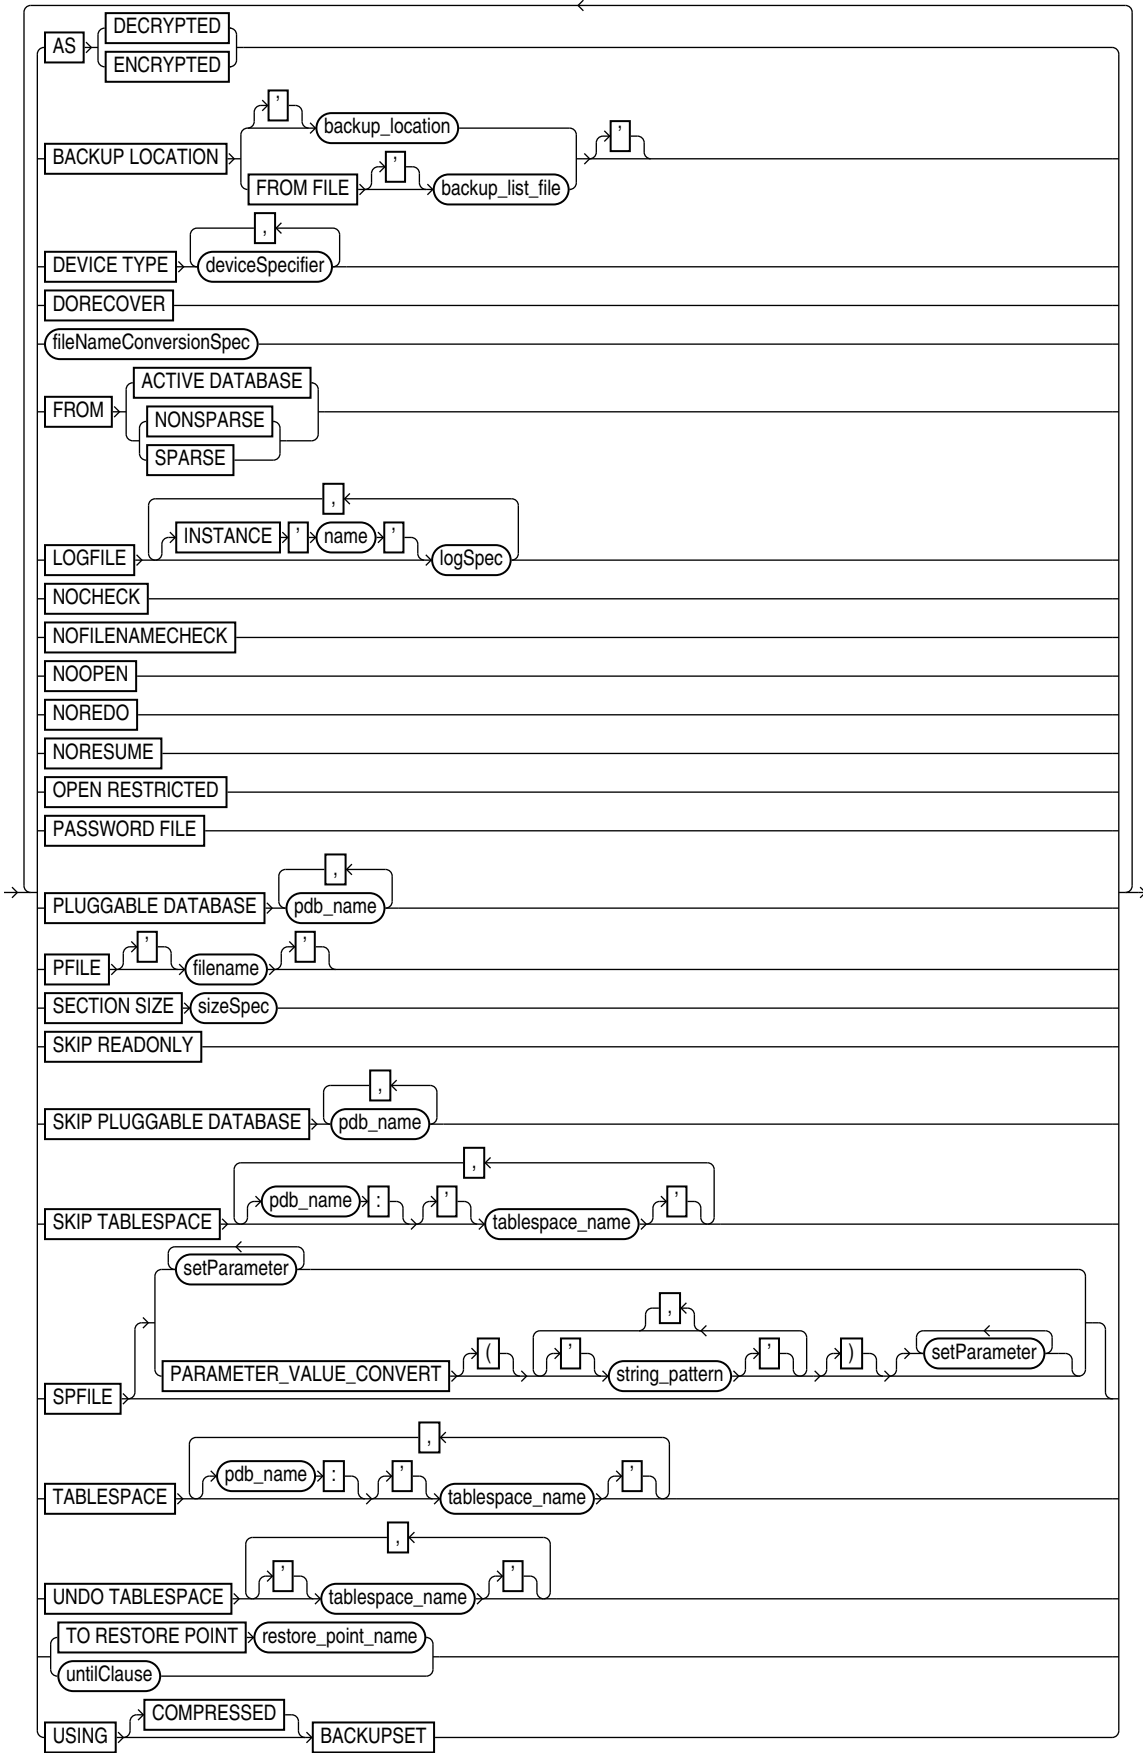 DECRYPTED
AS
ENCRYPTED
'
backup_location
'
BACKUP LOCATION
'
FROM FILE
backup_list_file
,
DEVICE TYPE deviceSpecifier
DORECOVER
fileNameConversionSpec
ACTIVE DATABASE
FROM
NONSPARSE
SPARSE
,
INSTANCE ' name '
LOGFILE logSpec
NOCHECK
NOFILENAMECHECK
NOOPEN
NOREDO
NORESUME
OPEN RESTRICTED
PASSWORD FILE
,
PLUGGABLE DATABASE pdb_name
' '
PFILE filename
SECTION SIZE sizeSpec
SKIP READONLY
,
SKIP PLUGGABLE DATABASE pdb_name
,
pdb_name : ' '
SKIP TABLESPACE tablespace_name
setParameter
,
( ' ' ) setParameter
PARAMETER_VALUE_CONVERT string_pattern
SPFILE
,
pdb_name : ' '
TABLESPACE tablespace_name
,
' '
UNDO TABLESPACE tablespace_name
TO RESTORE POINT restore_point_name
untilClause
COMPRESSED
USING BACKUPSET